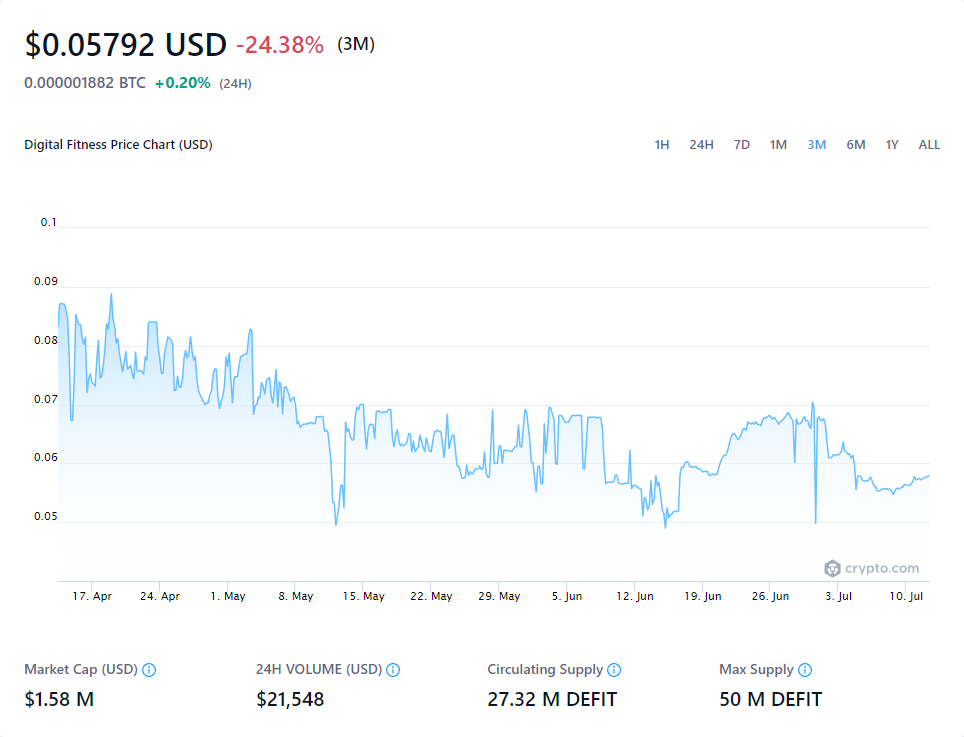 $0.05792 USD -24.38% (3M)
0.000001882 BTC +0.20% (24H)
Digital Fitness Price Chart (USD) 1H 24H 7D 1M 3M 6M 1Y ALL
0.1
0.09
0.08
0.07
0.06
0.05
crypto.com
17. Apr 24. Apr 1. May 8. May 15. May 22. May 29. May 5. Jun 12. Jun 19. Jun 26. Jun 3. Jul 10. Jul
Market Cap (USD) 24H VOLUME (USD) Circulating Supply Max Supply
$1.58 M $21,548 27.32 M DEFIT 50 M DEFIT